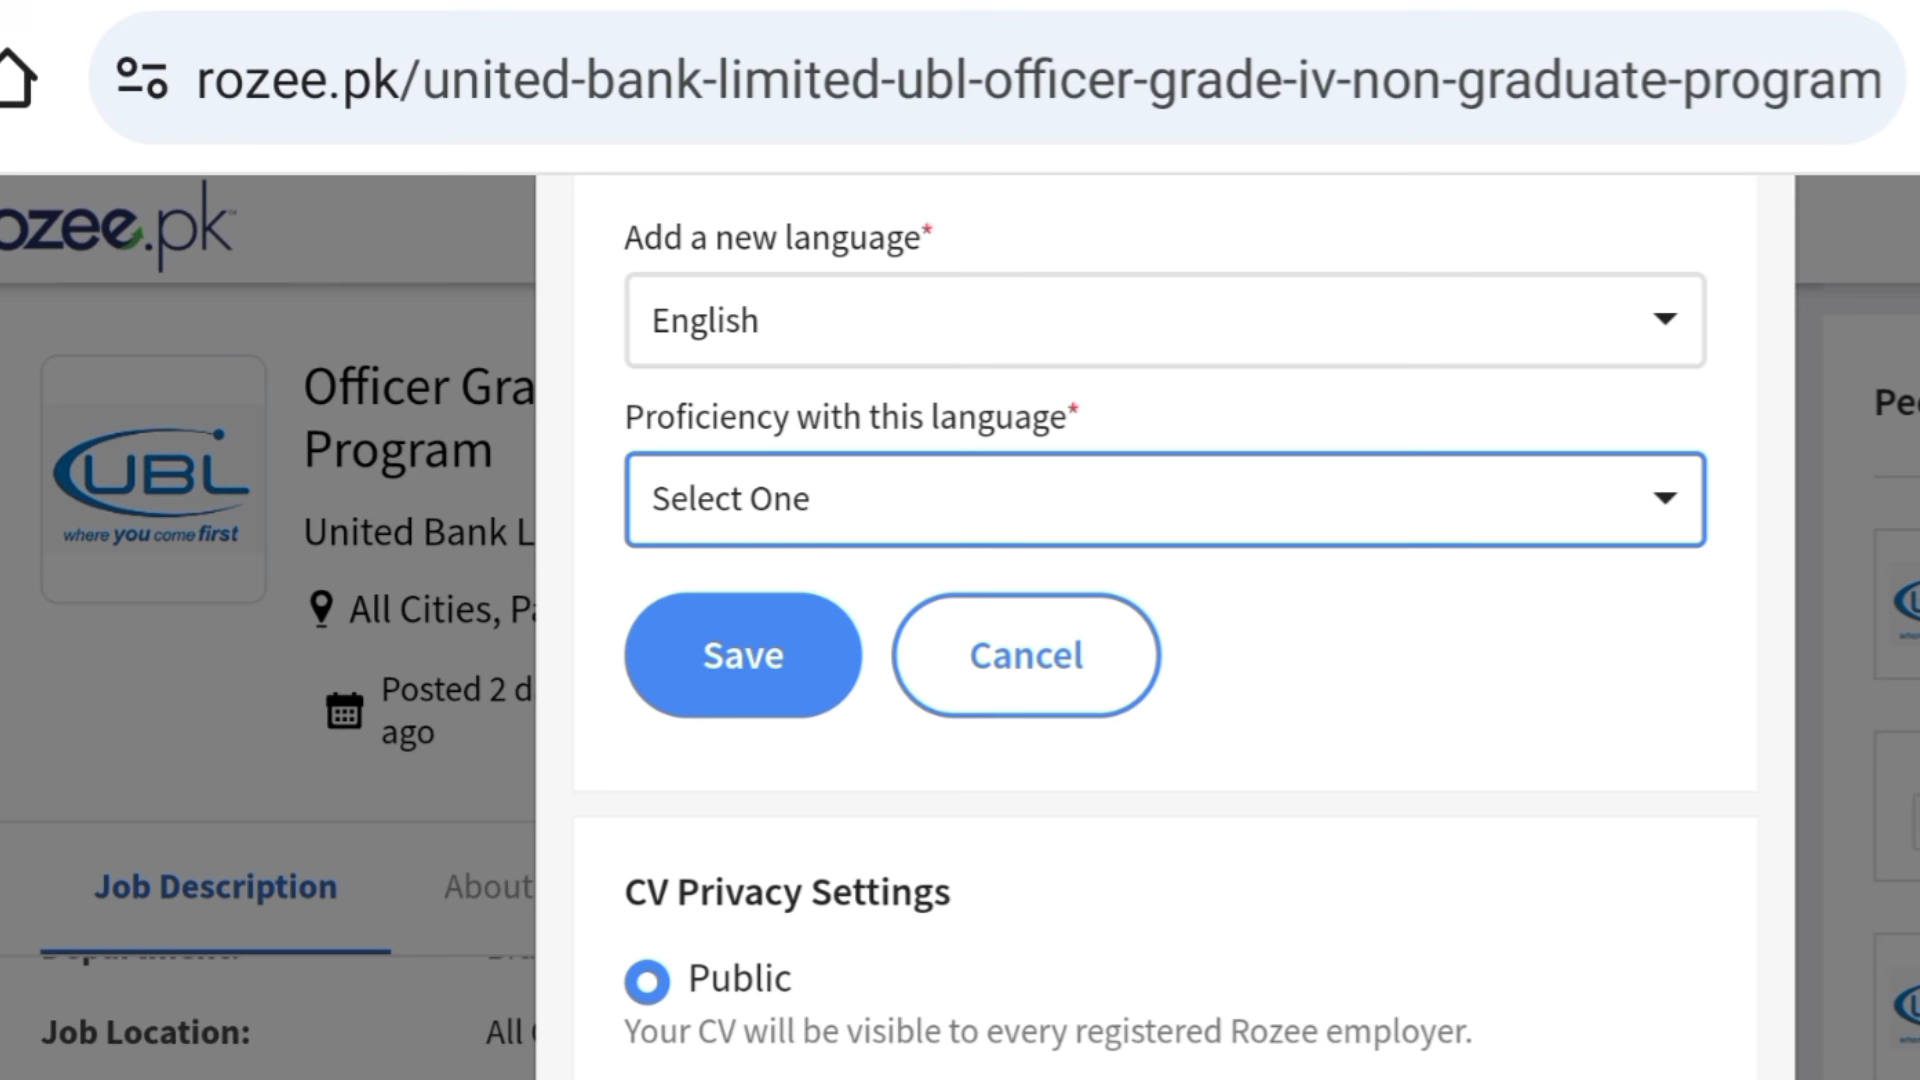 rozee.pk/united-bank-limited-ubl-officer-grade-iv-non-graduate-program
ozee.pk
Add a new language*
English
Proficiency with this language*
Select One
Save
Cancel
CV Privacy Settings
Public
Your CV will be visible to every registered Rozee employer.
UBL
where you come first
Officer Gra
Program
United Bank L
All Cities, Pa
Posted 2 d
ago
Job Description
About
Job Location:
All
Pe